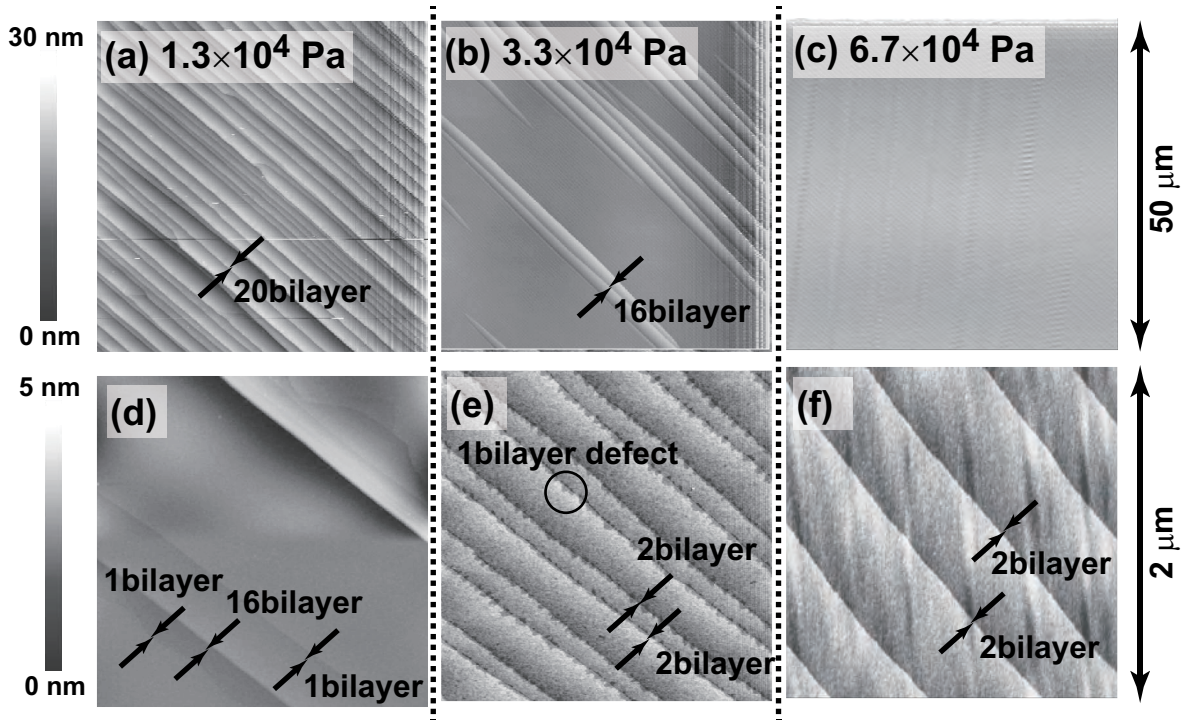 30 nm
0 nm
(a) 1.3×10⁴ Pa
20bilayer
(b) 3.3×10⁴ Pa
16bilayer
(c) 6.7×10⁴ Pa
50 μm
5 nm
0 nm
(d)
1bilayer
16bilayer
1bilayer
(e)
1bilayer defect
2bilayer
2bilayer
(f)
2bilayer
2bilayer
2 μm